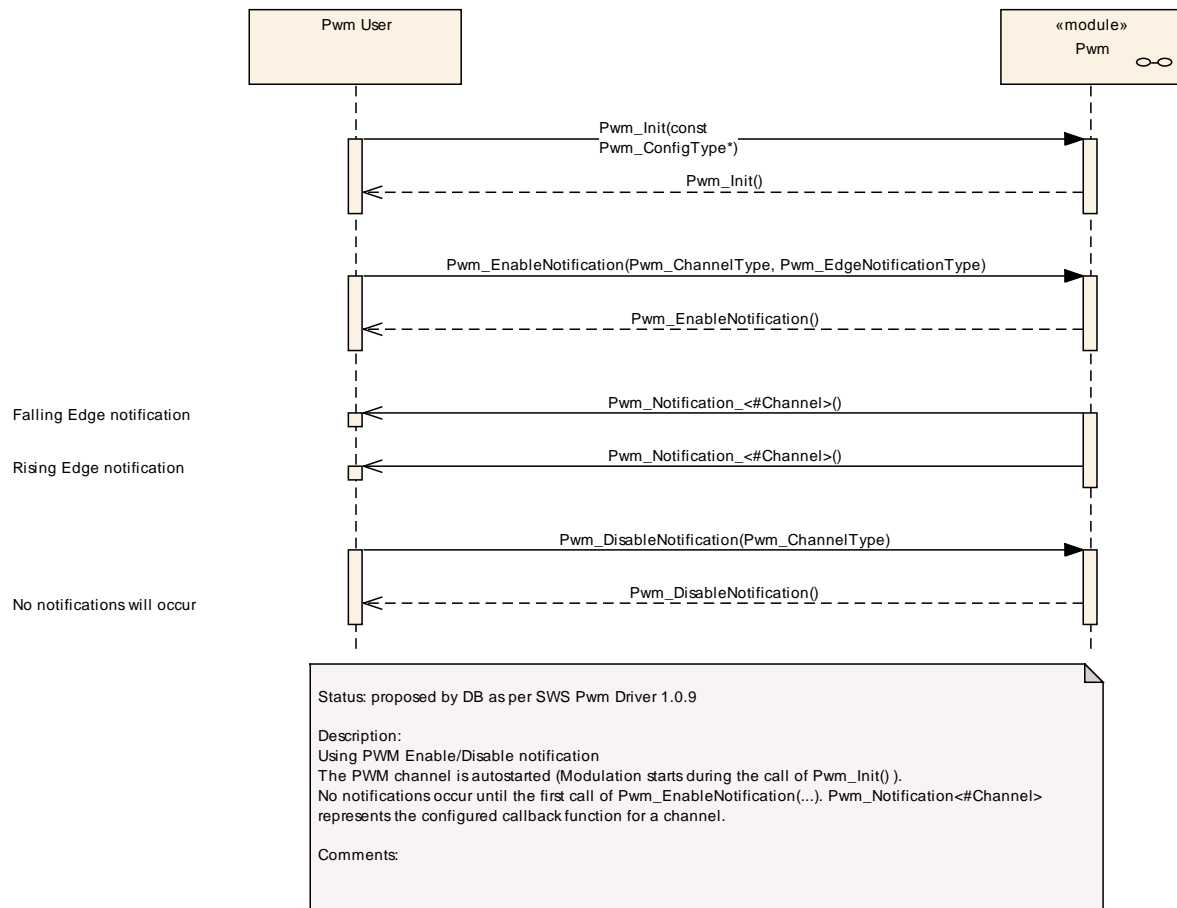 Pwm User
«module»
Pwm
Pwm_Init(const
Pwm_ConfigType*)
Pwm_Init()
Pwm_EnableNotification(Pwm_ChannelType, Pwm_EdgeNotificationType)
Pwm_EnableNotification()
Falling Edge notification
Pwm_Notification_<#Channel>()
Rising Edge notification
Pwm_Notification_<#Channel>()
Pwm_DisableNotification(Pwm_ChannelType)
No notifications will occur
Pwm_DisableNotification()
Status: proposed by DB as per SWS Pwm Driver 1.0.9
Description:
Using PWM Enable/Disable notification
The PWM channel is autostarted (Modulation starts during the call of Pwm_Init() ).
No notifications occur until the first call of Pwm_EnableNotification(...). Pwm_Notification<#Channel>
represents the configured callback function for a channel.
Comments: